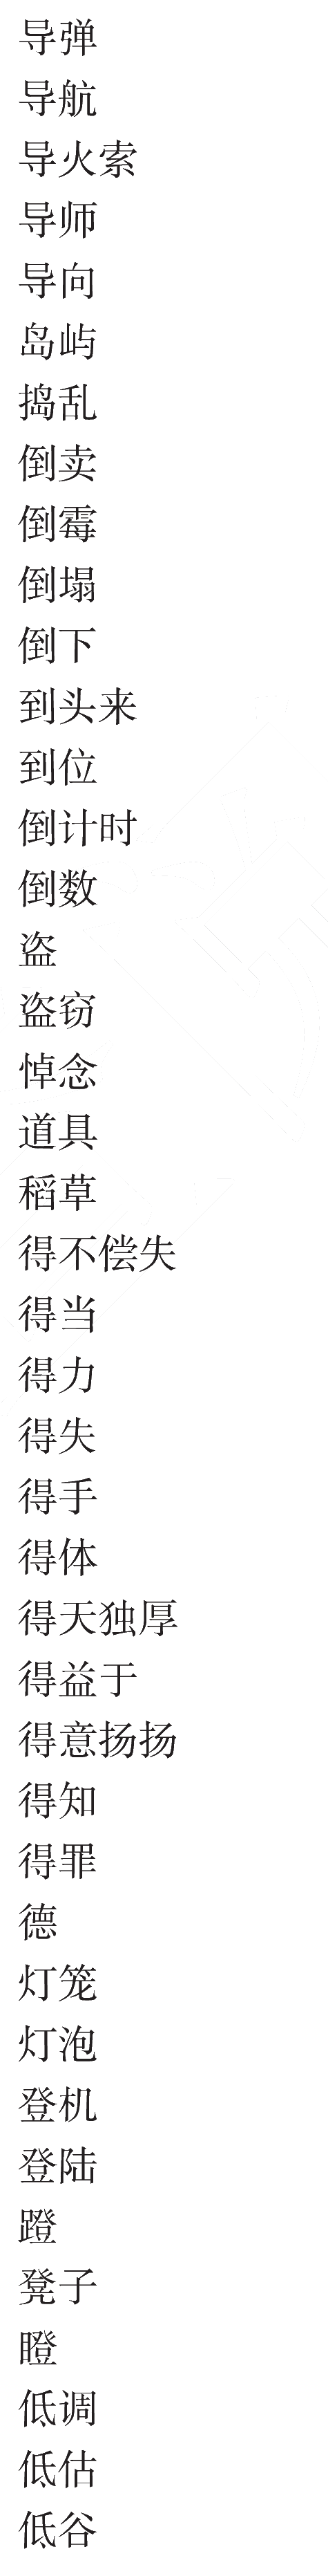 导弹
导航
导火索
导师
导向
岛屿
捣乱
倒卖
倒霉
倒塌
倒下
到头来
到位
倒计时
倒数
盗
盗窃
悼念
道具
稻草
得不偿失
得当
得力
得失
得手
得体
得天独厚
得益于
得意扬扬
得知
得罪
德
灯笼
灯泡
登机
登陆
蹬
凳子
瞪
低调
低估
低谷